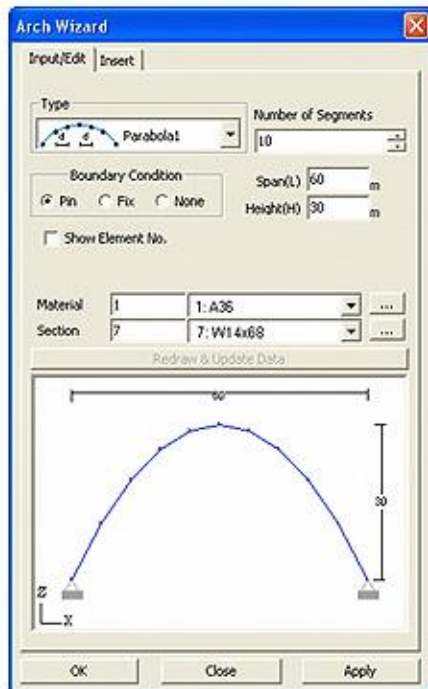 Arch Wizard
Input/Edit Insert
Type
d d Parabola1
Number of Segments
10
Boundary Condition
Pin Fix None
Span(L) 60 m
Height(H) 30 m
Show Element No.
Material 1 1: A36 ...
Section 7 7: W14x68 ...
Redraw & Update Data
60
30
Z
X
OK Close Apply